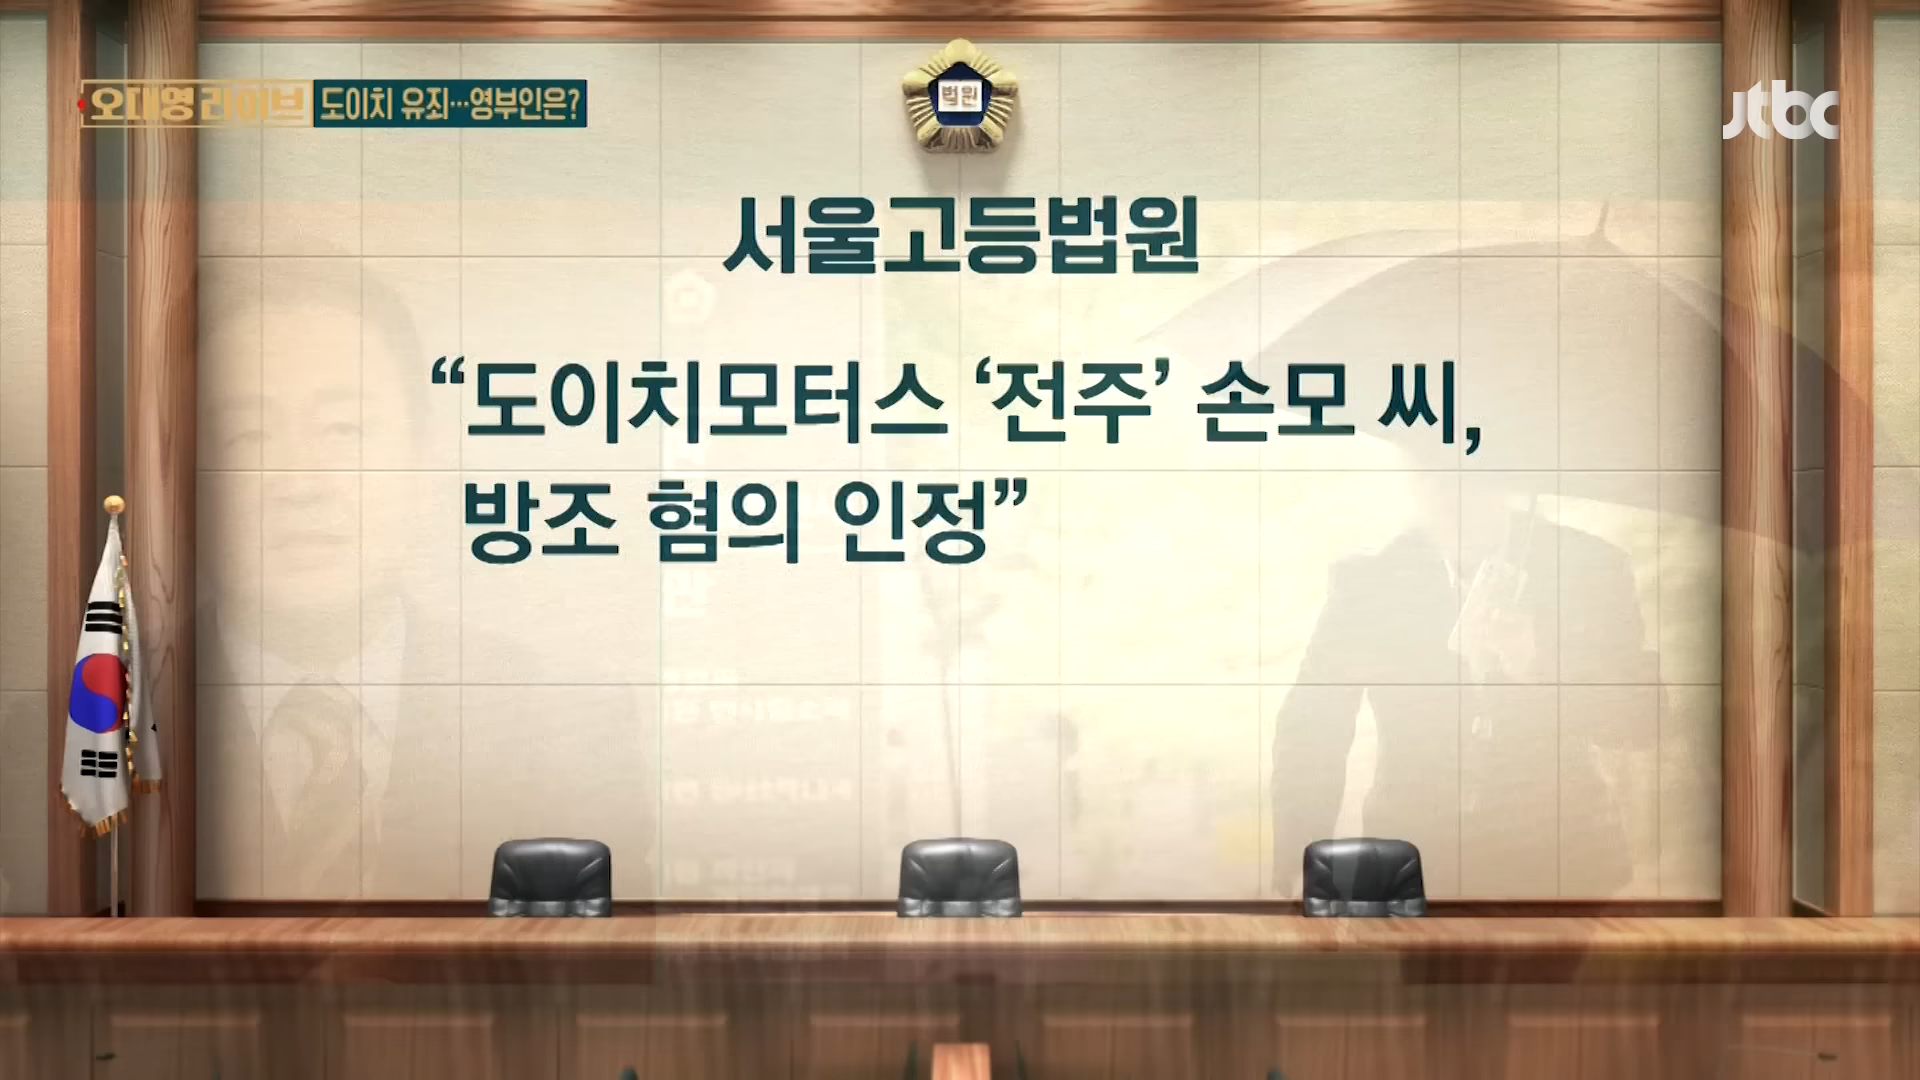 오대영 라이브 도이치 유죄…영부인은?
법원
jtbc
서울고등법원
“도이치모터스 ‘전주’ 손모 씨,
방조 혐의 인정”